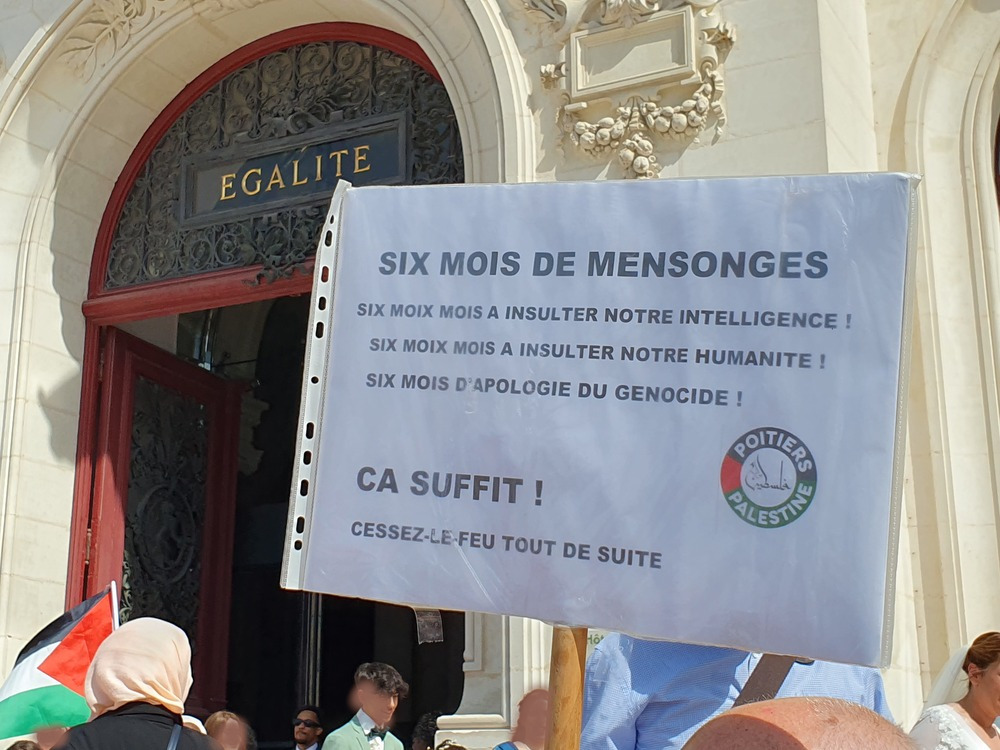 EGALITE
SIX MOIS DE MENSONGES
SIX MOIX MOIS A INSULTER NOTRE INTELLIGENCE !
SIX MOIX MOIS A INSULTER NOTRE HUMANITE !
SIX MOIS D'APOLOGIE DU GENOCIDE !
POITIERS
فلسطين
PALESTINE
CA SUFFIT !
CESSEZ-LE-FEU TOUT DE SUITE